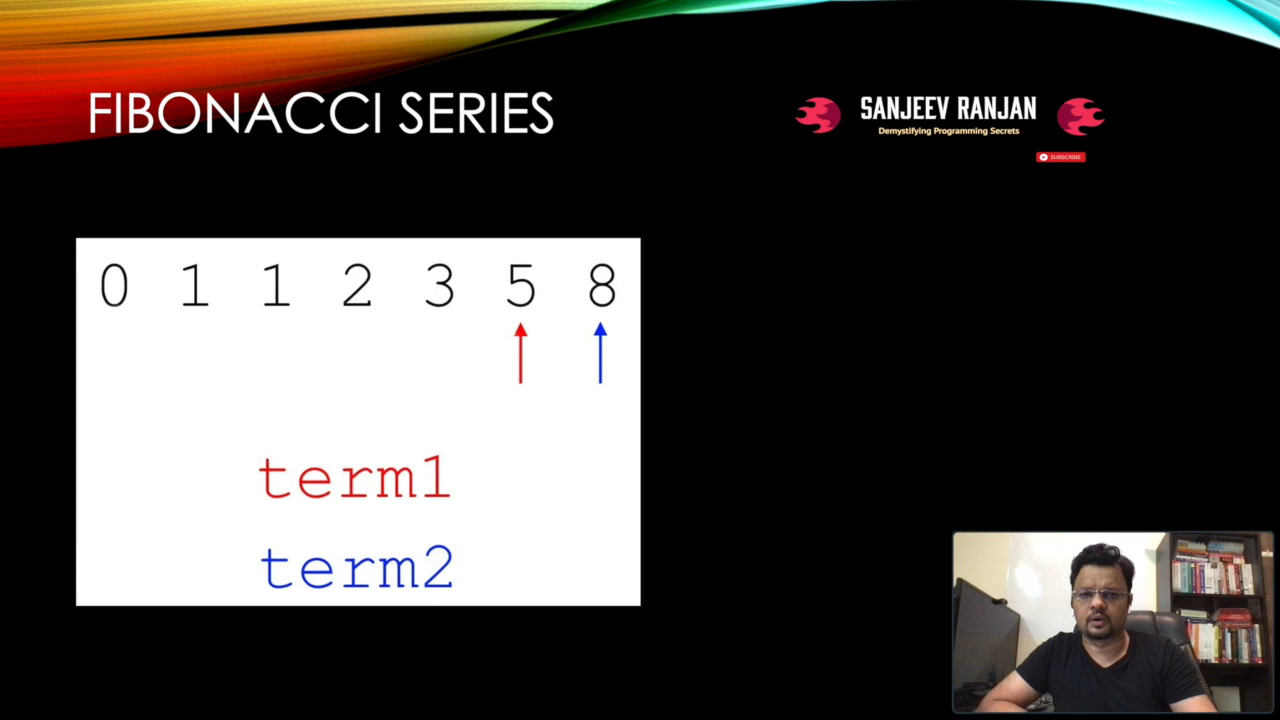 FIBONACCI SERIES
SANJEEV RANJAN
Demystifying Programming Secrets
SUBSCRIBE
0 1 1 2 3 5 8
term1
term2